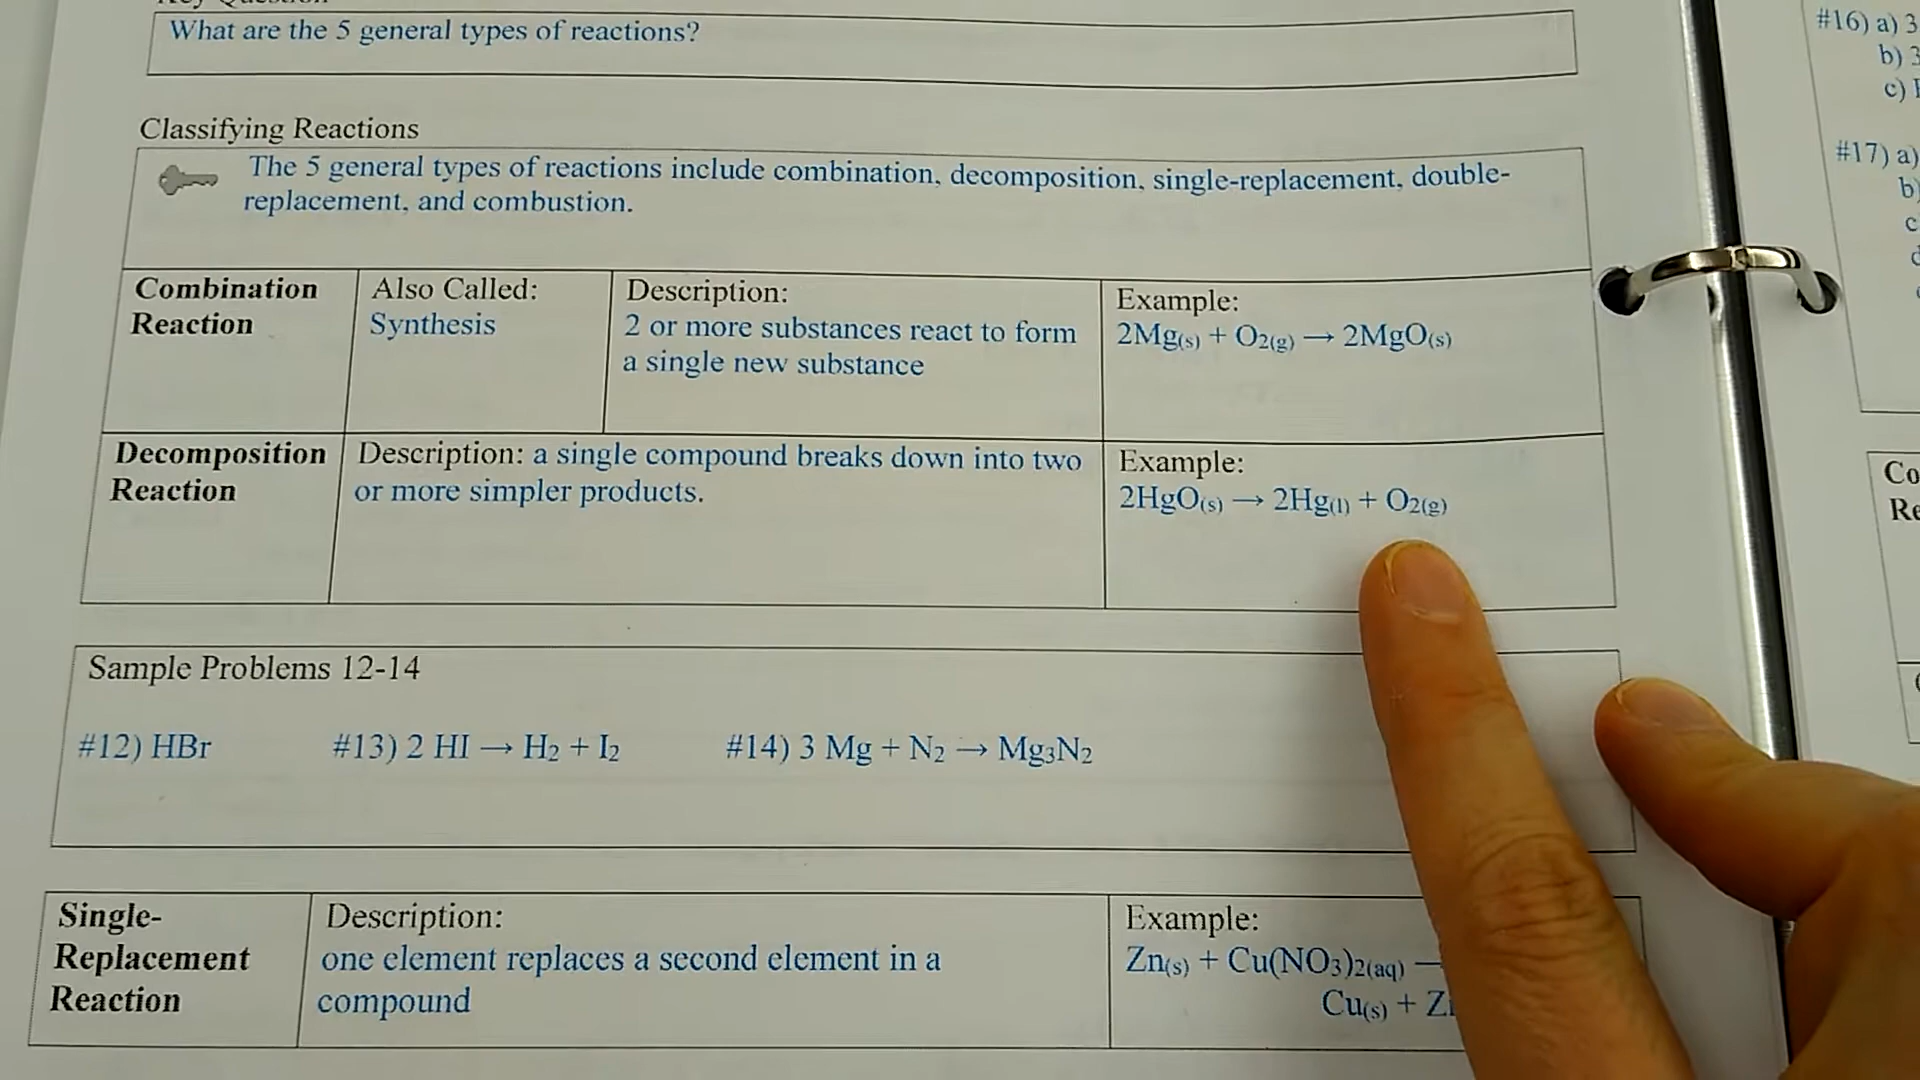 What are the 5 general types of reactions?
Classifying Reactions
The 5 general types of reactions include combination, decomposition, single-replacement, double-
replacement, and combustion.
Combination
Reaction
Also Called:
Synthesis
Description:
2 or more substances react to form
a single new substance
Example:
2Mg(s) + O2(g) → 2MgO(s)
Decomposition
Reaction
Description: a single compound breaks down into two
or more simpler products.
Example:
2HgO(s) → 2Hg(l) + O2(g)
Sample Problems 12-14
#12) HBr #13) 2 HI → H2 + I2 #14) 3 Mg + N2 → Mg3N2
Single-
Replacement
Reaction
Description:
one element replaces a second element in a
compound
Example:
Zn(s) + Cu(NO3)2(aq) —
Cu(s) +
#16) a) 3
b) 3
c)
#17) a)
b)
c
Co
Re